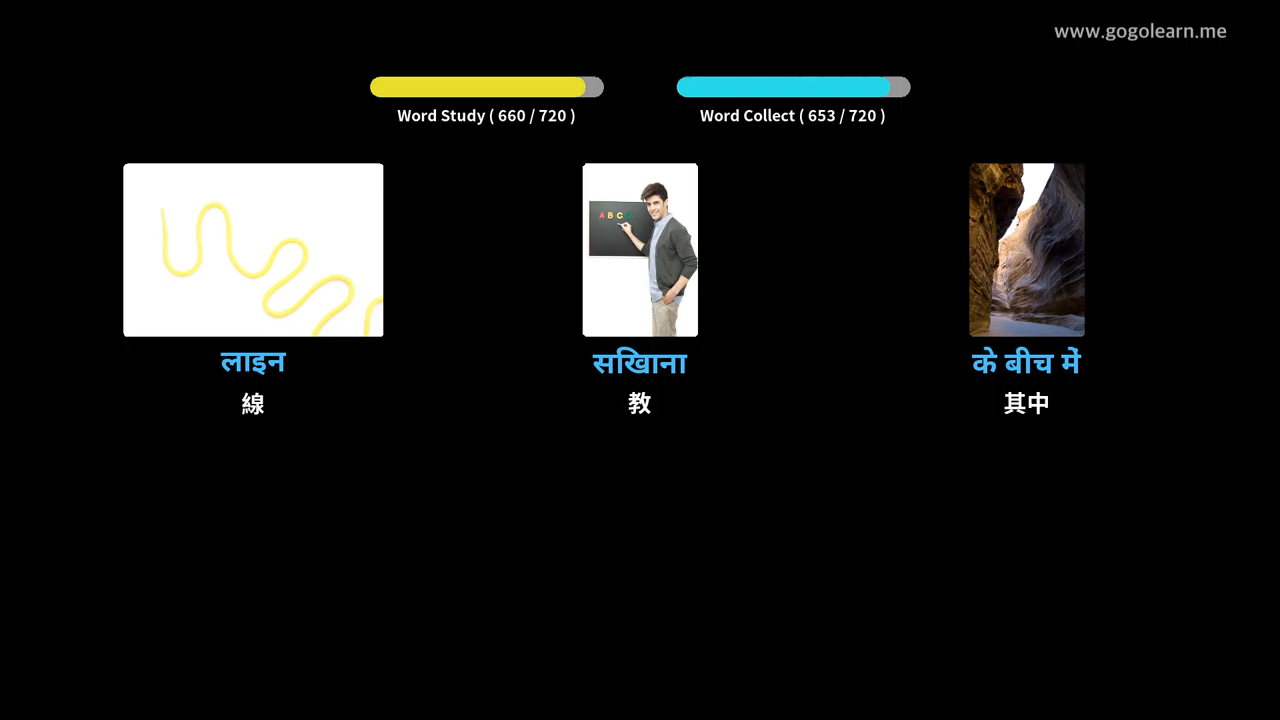 www.gogolearn.me
Word Study ( 660 / 720 )
Word Collect ( 653 / 720 )
लाइन
सखिाना
के बीच में
線
教
其中